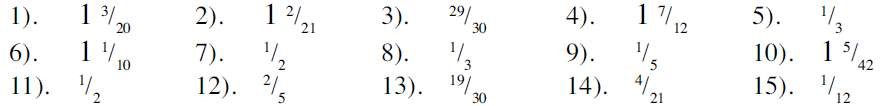 1). 1 3/20 2). 1 2/21 3). 29/30 4). 1 7/12 5). 1/3
6). 1 1/10 7). 1/2 8). 1/3 9). 1/5 10). 1 5/42
11). 1/2 12). 2/5 13). 19/30 14). 4/21 15). 1/12